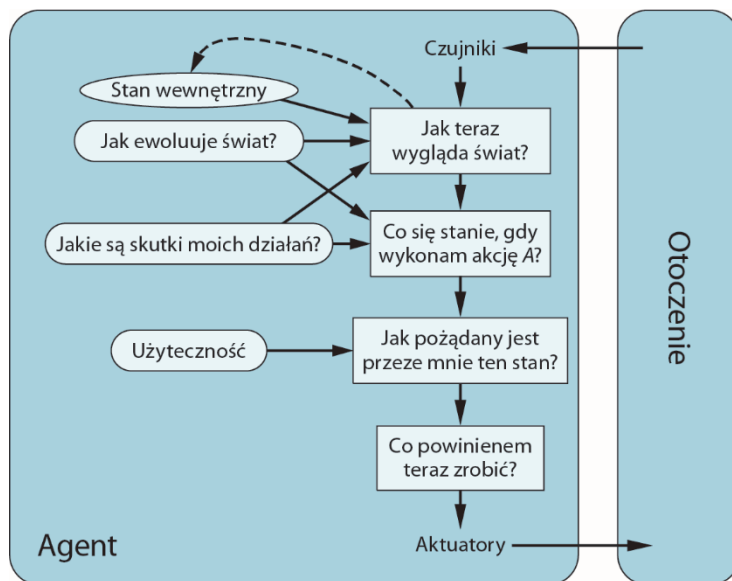 Czujniki
Stan wewnętrzny
Jak ewoluuje świat?
Jak teraz
wygląda świat?
Jakie są skutki moich działań?
Co się stanie, gdy
wykonam akcję A?
Użyteczność
Jak pożądany jest
przeze mnie ten stan?
Co powinienem
teraz zrobić?
Agent
Aktuatory
Otoczenie